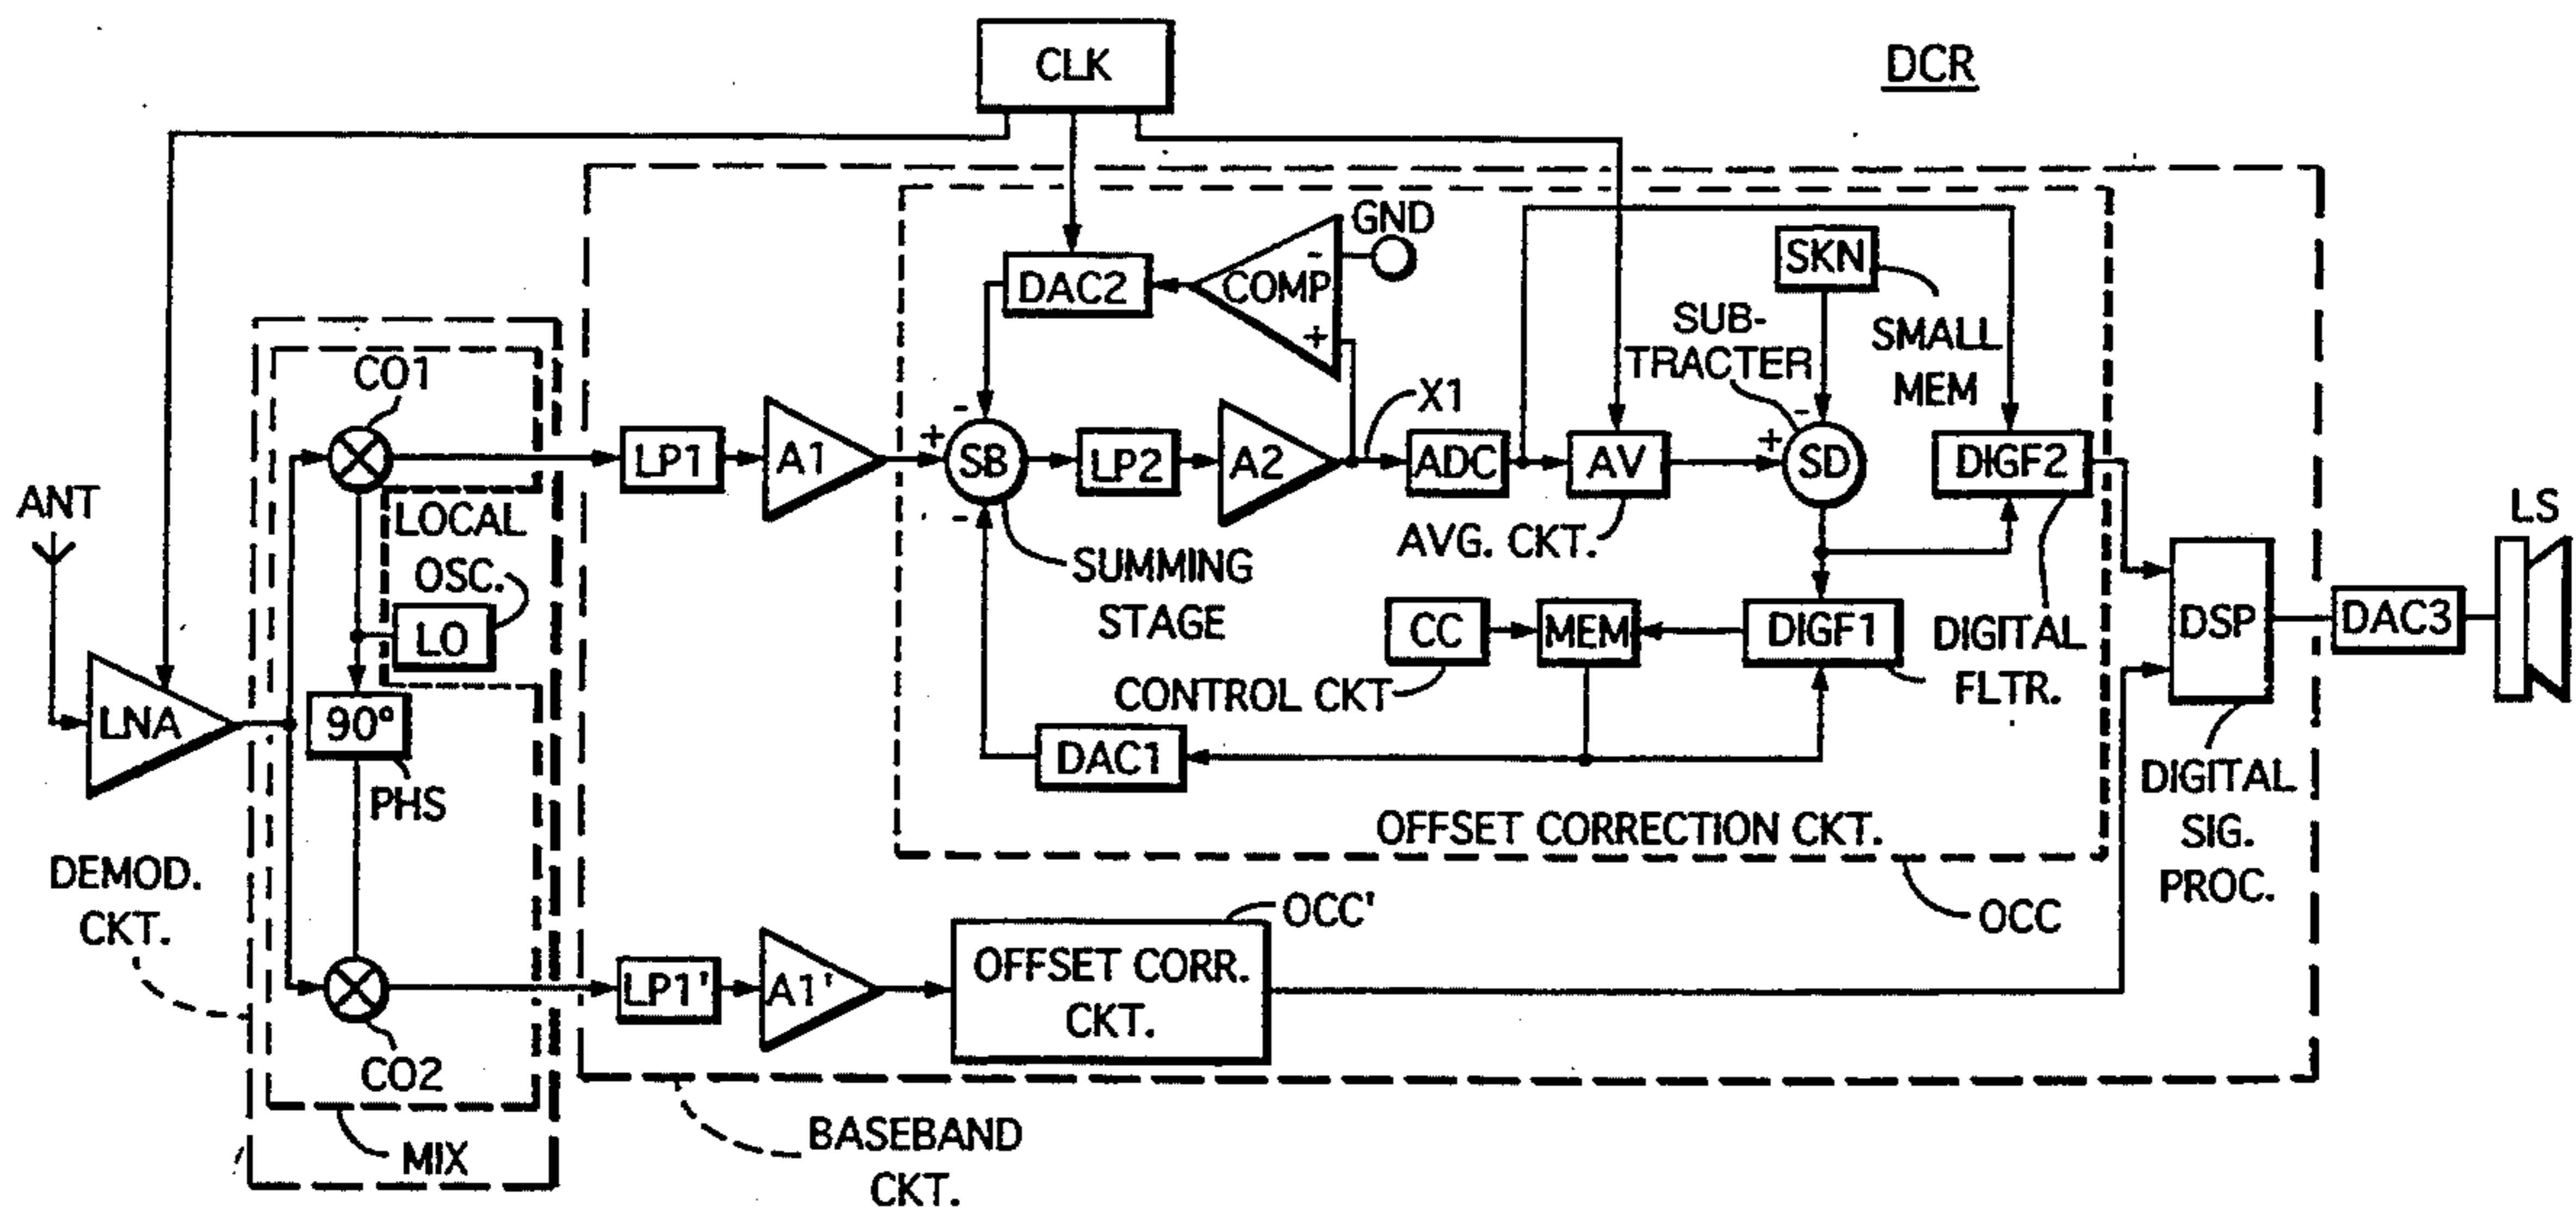 CLK
DCR
GND
DAC2
COMP
-
+
SKN
SMALL
MEM
SUB-
TRACTER
CO1
X1
-
+
-
+
-
LP1
A1
SB
LP2
A2
ADC
AV
SD
DIGF2
ANT
LOCAL
OSC.
LO
AVG. CKT.
SUMMING
STAGE
LS
CC
MEM
DIGF1
DIGITAL
FLTR.
DSP
DAC3
CONTROL CKT
LNA
90°
PHS
DAC1
DIGITAL
SIG.
PROC.
OFFSET CORRECTION CKT.
DEMOD.
CKT.
OCC'
OCC
LP1'
A1'
OFFSET CORR.
CKT.
CO2
MIX
BASEBAND
CKT.